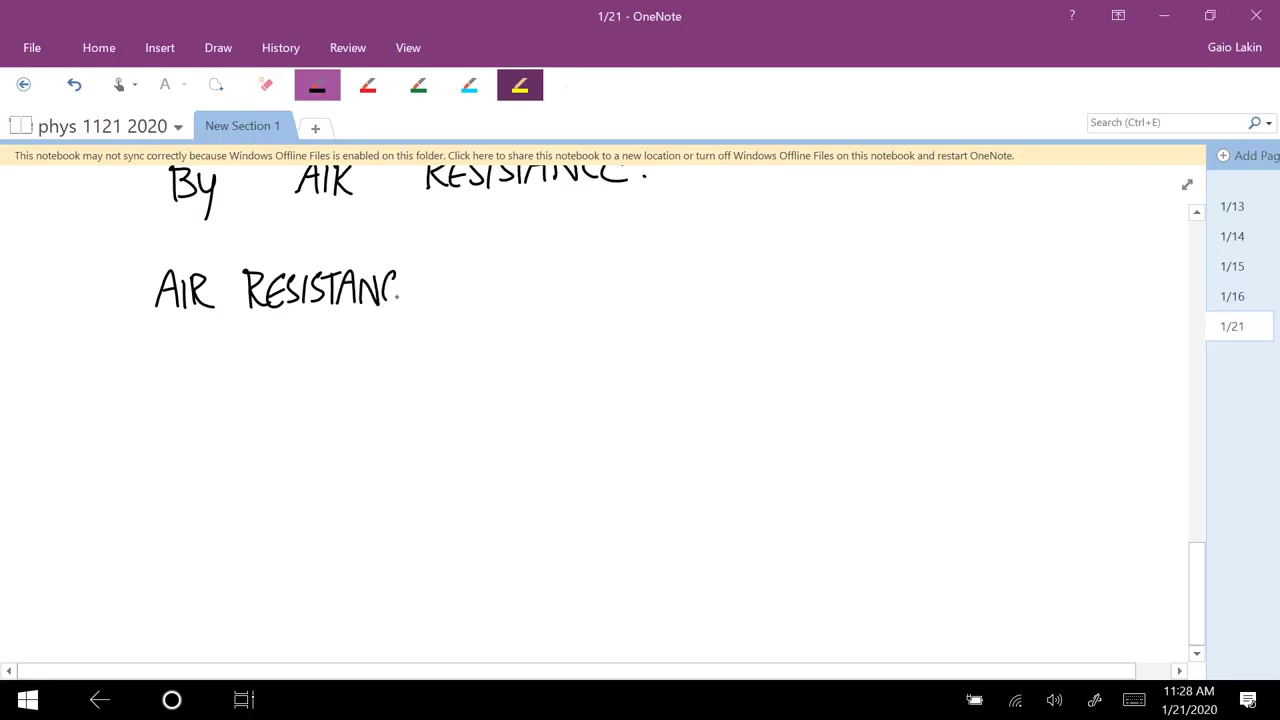 1/21 - OneNote
?
File Home Insert Draw History Review View
Gaio Lakin
A
phys 1121 2020
New Section 1
+
Search (Ctrl+E)
This notebook may not sync correctly because Windows Offline Files is enabled on this folder. Click here to share this notebook to a new location or turn off Windows Offline Files on this notebook and restart OneNote.
Add Pag
By AIR RESISTANCE.
1/13
1/14
1/15
1/16
1/21
AIR RESISTANC
11:28 AM
1/21/2020